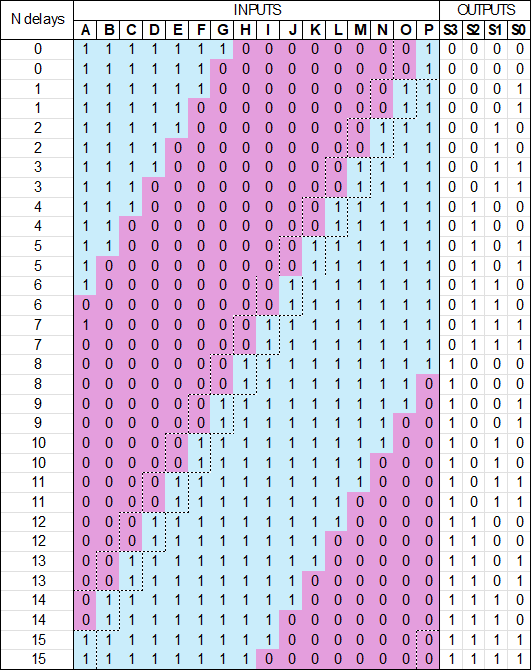 N delays INPUTS OUTPUTS
A B C D E F G H I J K L M N O P S3 S2 S1 S0
0 1 1 1 1 1 1 1 0 0 0 0 0 0 0 0 1 0 0 0 0
0 1 1 1 1 1 1 0 0 0 0 0 0 0 0 0 1 0 0 0 0
1 1 1 1 1 1 1 0 0 0 0 0 0 0 0 1 1 0 0 0 1
1 1 1 1 1 1 0 0 0 0 0 0 0 0 0 1 1 0 0 0 1
2 1 1 1 1 1 0 0 0 0 0 0 0 0 1 1 1 0 0 1 0
2 1 1 1 1 0 0 0 0 0 0 0 0 0 1 1 1 0 0 1 0
3 1 1 1 1 0 0 0 0 0 0 0 0 1 1 1 1 0 0 1 1
3 1 1 1 0 0 0 0 0 0 0 0 0 1 1 1 1 0 0 1 1
4 1 1 1 0 0 0 0 0 0 0 0 1 1 1 1 1 0 1 0 0
4 1 1 0 0 0 0 0 0 0 0 0 1 1 1 1 1 0 1 0 0
5 1 1 0 0 0 0 0 0 0 0 1 1 1 1 1 1 0 1 0 1
5 1 0 0 0 0 0 0 0 0 0 1 1 1 1 1 1 0 1 0 1
6 1 0 0 0 0 0 0 0 0 1 1 1 1 1 1 1 0 1 1 0
6 0 0 0 0 0 0 0 0 0 1 1 1 1 1 1 1 0 1 1 0
7 1 0 0 0 0 0 0 0 1 1 1 1 1 1 1 1 0 1 1 1
7 0 0 0 0 0 0 0 0 1 1 1 1 1 1 1 1 0 1 1 1
8 0 0 0 0 0 0 0 1 1 1 1 1 1 1 1 1 1 0 0 0
8 0 0 0 0 0 0 0 1 1 1 1 1 1 1 1 0 1 0 0 0
9 0 0 0 0 0 0 1 1 1 1 1 1 1 1 1 0 1 0 0 1
9 0 0 0 0 0 0 1 1 1 1 1 1 1 1 0 0 1 0 0 1
10 0 0 0 0 0 1 1 1 1 1 1 1 1 1 0 0 1 0 1 0
10 0 0 0 0 0 1 1 1 1 1 1 1 1 0 0 0 1 0 1 0
11 0 0 0 0 1 1 1 1 1 1 1 1 1 0 0 0 1 0 1 1
11 0 0 0 0 1 1 1 1 1 1 1 1 0 0 0 0 1 0 1 1
12 0 0 0 1 1 1 1 1 1 1 1 1 0 0 0 0 1 1 0 0
12 0 0 0 1 1 1 1 1 1 1 1 0 0 0 0 0 1 1 0 0
13 0 0 1 1 1 1 1 1 1 1 1 0 0 0 0 0 1 1 0 1
13 0 0 1 1 1 1 1 1 1 1 0 0 0 0 0 0 1 1 0 1
14 0 1 1 1 1 1 1 1 1 1 0 0 0 0 0 0 1 1 1 0
14 0 1 1 1 1 1 1 1 1 0 0 0 0 0 0 0 1 1 1 0
15 1 1 1 1 1 1 1 1 1 0 0 0 0 0 0 0 1 1 1 1
15 1 1 1 1 1 1 1 1 0 0 0 0 0 0 0 0 1 1 1 1